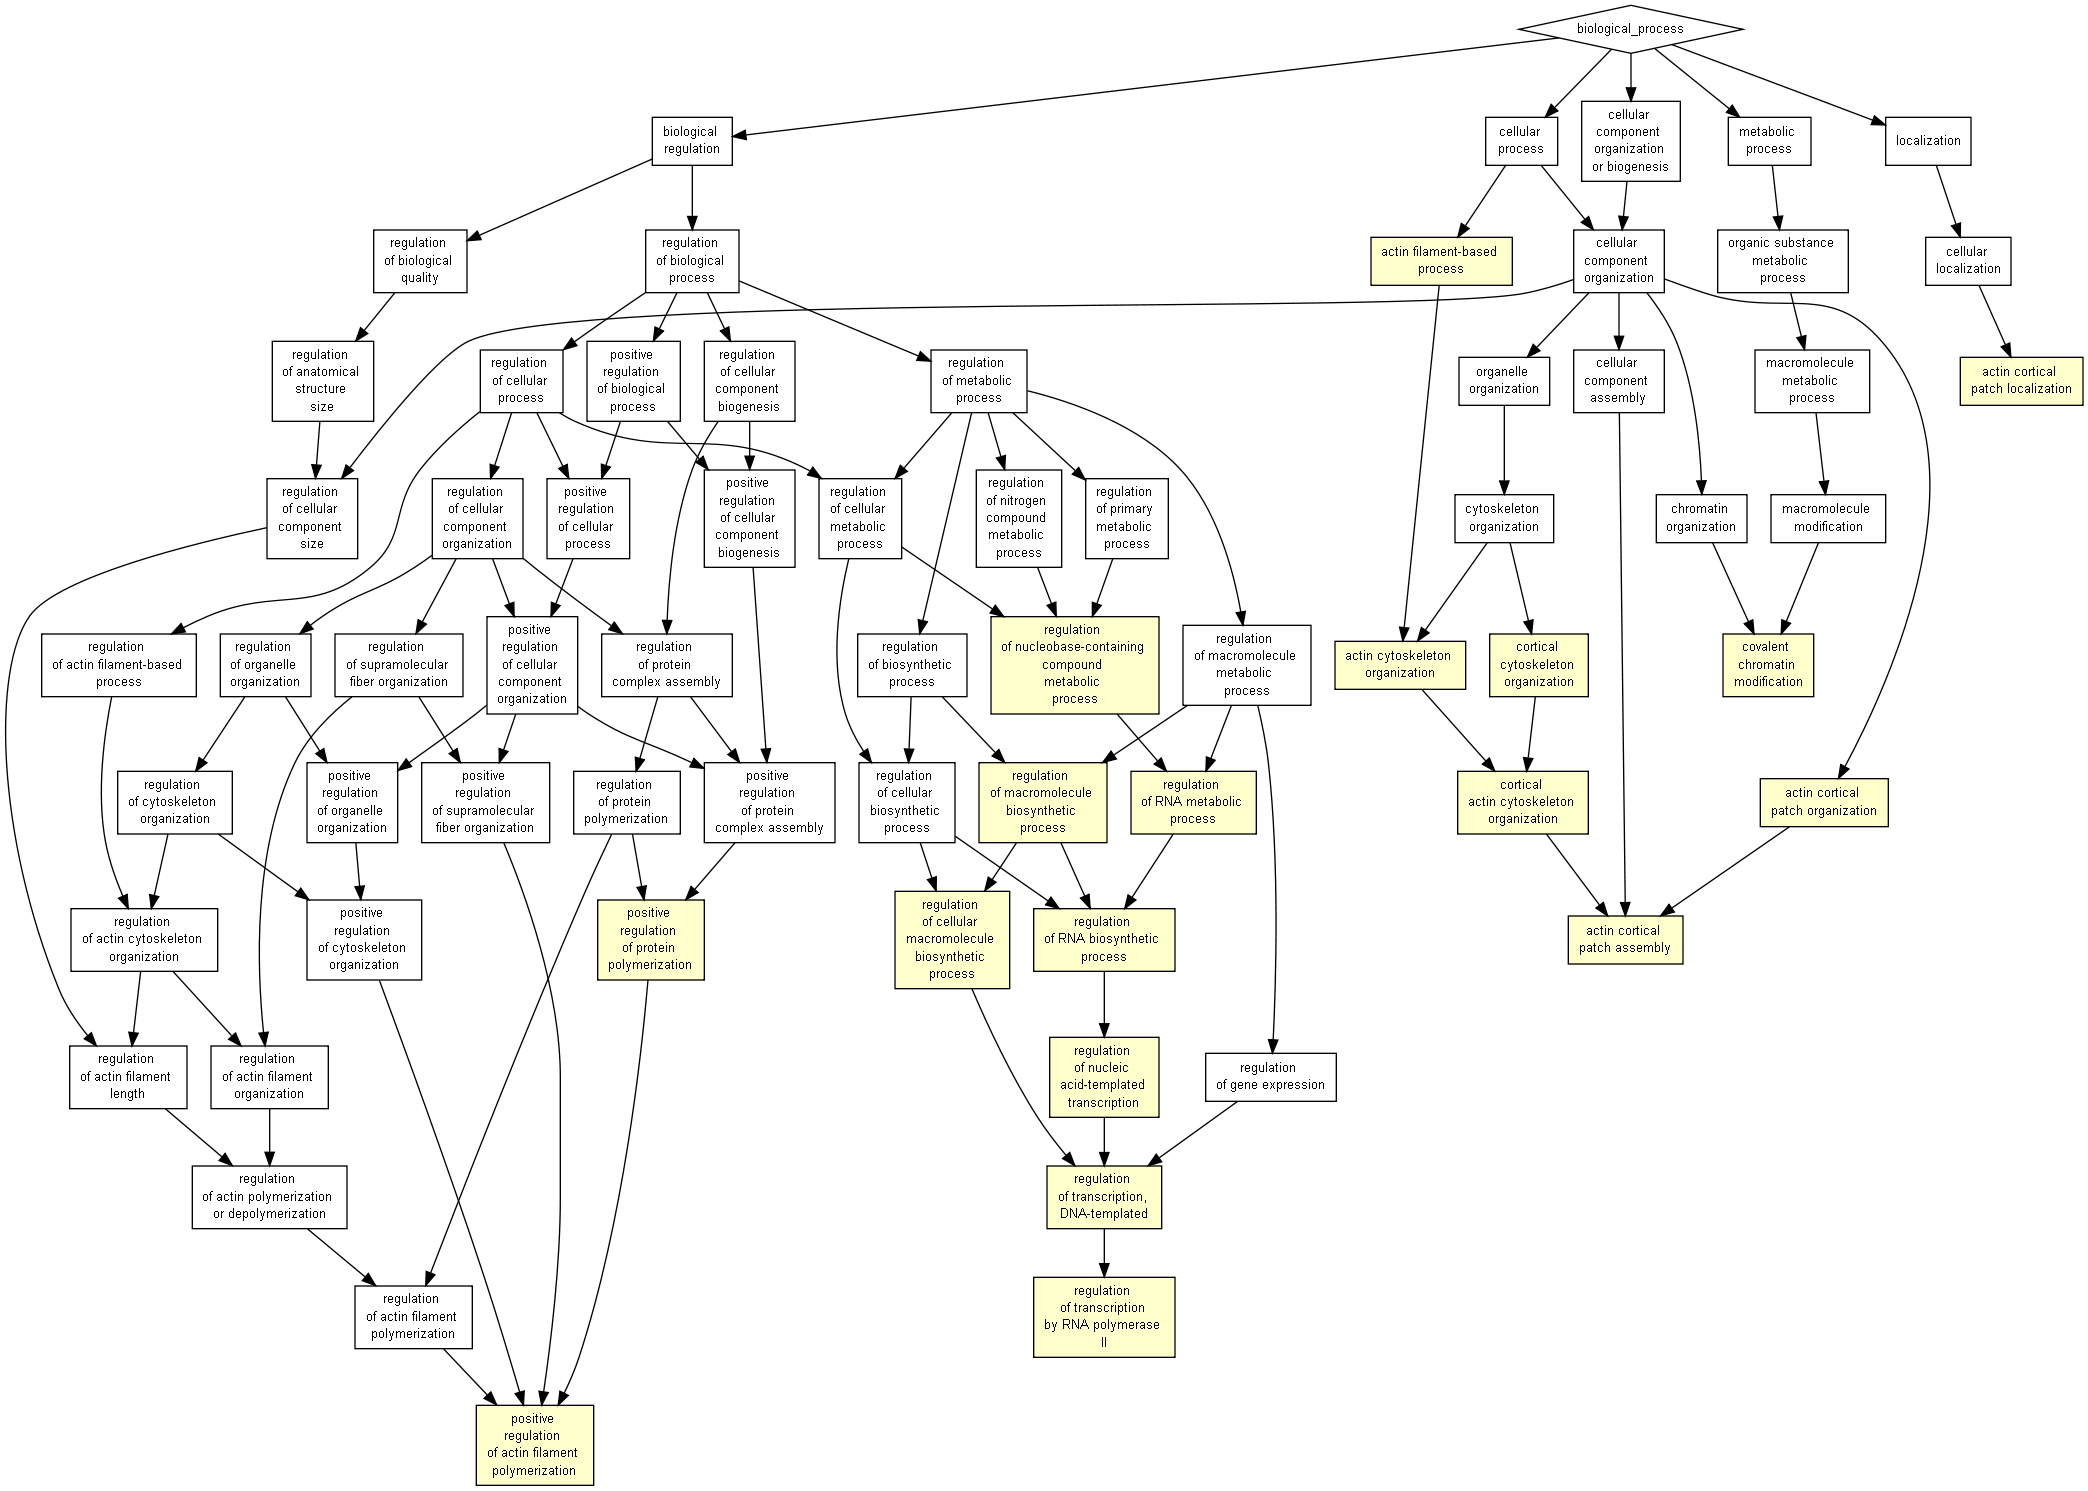 biological_process
biological
regulation
cellular
process
cellular
component
organization
or biogenesis
metabolic
process
localization
regulation
of biological
quality
regulation
of biological
process
actin filament-based
process
cellular
component
organization
organic substance
metabolic
process
cellular
localization
regulation
of anatomical
structure
size
regulation
of cellular
process
positive
regulation
of biological
process
regulation
of cellular
component
biogenesis
regulation
of metabolic
process
organelle
organization
cellular
component
assembly
macromolecule
metabolic
process
actin cortical
patch localization
regulation
of cellular
component
size
regulation
of cellular
component
organization
positive
regulation
of cellular
process
positive
regulation
of cellular
component
biogenesis
regulation
of cellular
metabolic
process
regulation
of nitrogen
compound
metabolic
process
regulation
of primary
metabolic
process
cytoskeleton
organization
chromatin
organization
macromolecule
modification
regulation
of actin filament-based
process
regulation
of organelle
organization
regulation
of supramolecular
fiber organization
positive
regulation
of cellular
component
organization
regulation
of protein
complex assembly
regulation
of biosynthetic
process
regulation
of nucleobase-containing
compound
metabolic
process
regulation
of macromolecule
metabolic
process
actin cytoskeleton
organization
cortical
cytoskeleton
organization
covalent
chromatin
modification
regulation
of cytoskeleton
organization
positive
regulation
of organelle
organization
positive
regulation
of supramolecular
fiber organization
regulation
of protein
polymerization
positive
regulation
of protein
complex assembly
regulation
of cellular
biosynthetic
process
regulation
of macromolecule
biosynthetic
process
regulation
of RNA metabolic
process
cortical
actin cytoskeleton
organization
actin cortical
patch organization
regulation
of actin cytoskeleton
organization
positive
regulation
of cytoskeleton
organization
positive
regulation
of protein
polymerization
regulation
of cellular
macromolecule
biosynthetic
process
regulation
of RNA biosynthetic
process
actin cortical
patch assembly
regulation
of actin filament
length
regulation
of actin filament
organization
regulation
of nucleic
acid-templated
transcription
regulation
of gene expression
regulation
of actin polymerization
or depolymerization
regulation
of transcription,
DNA-templated
regulation
of actin filament
polymerization
regulation
of transcription
by RNA polymerase
II
positive
regulation
of actin filament
polymerization